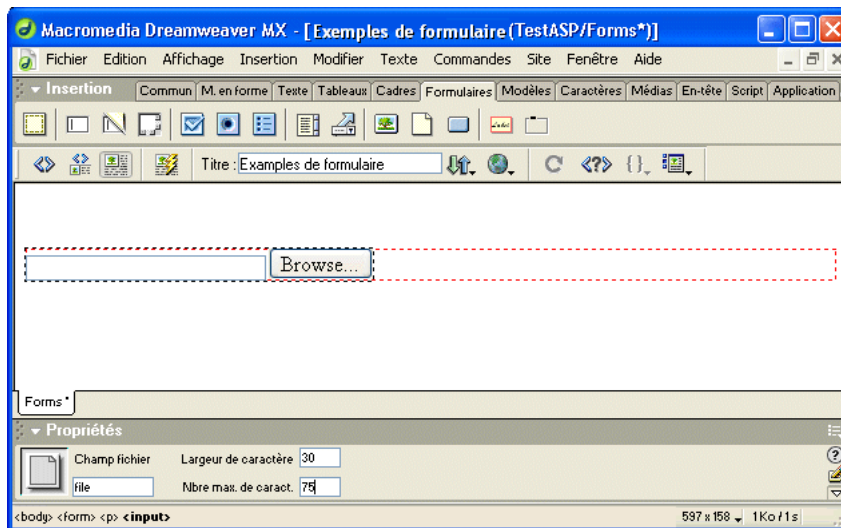 Macromedia Dreamweaver MX - [Exemples de formulaire (TestASP/Forms*)]
Fichier Edition Affichage Insertion Modifier Texte Commandes Site Fenêtre Aide
Insertion Commun M. en forme Texte Tableaux Cadres Formulaires Modèles Caractères Médias En-tête Script Application
Titre : Examples de formulaire
Browse...
Forms*
Propriétés
Champ fichier Largeur de caractère 30
file Nbre max. de caract. 75
<body> <form> <p> <input> 597 x 158 1Ko / 1s